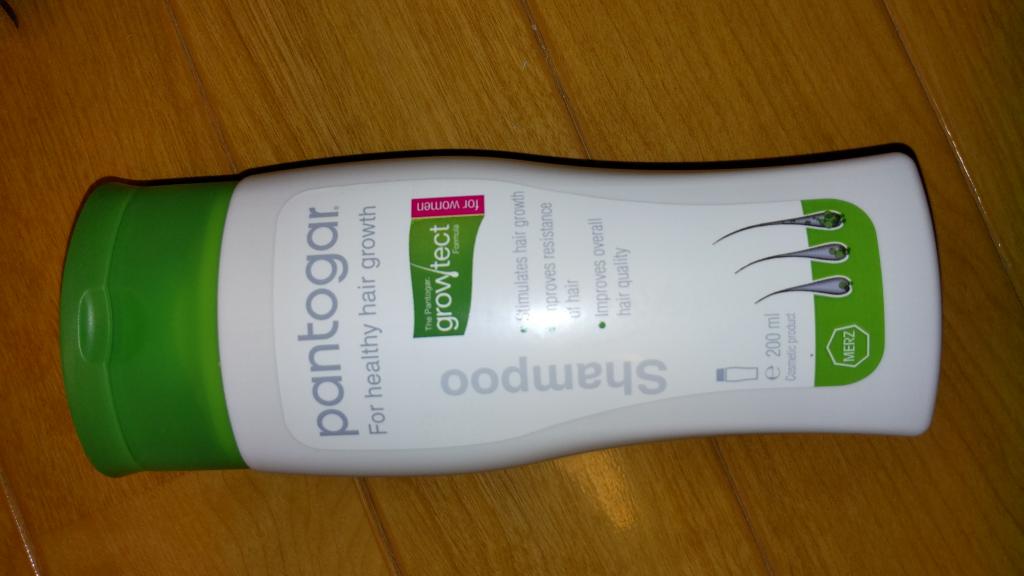 pantogar®
For healthy hair growth
for women
The Pantogar
growtect
Formula
• Stimulates hair growth
resistance
of hair
• Improves overall
hair quality
Shampoo
℮ 200 ml
Cosmetic product
MERZ